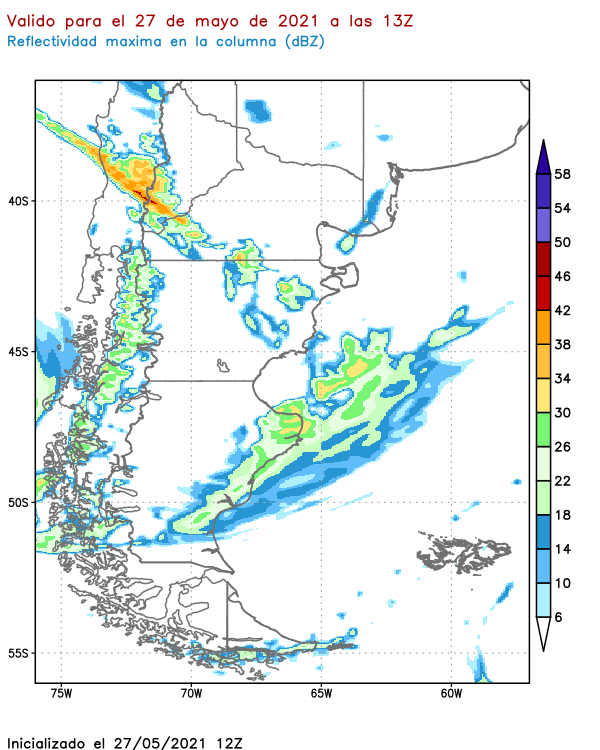 Valido para el 27 de mayo de 2021 a las 13Z
Reflectividad maxima en la columna (dBZ)
58
54
50
46
42
38
34
30
26
22
18
14
10
6
40S
45S
50S
55S
75W 70W 65W 60W
Inicializado el 27/05/2021 12Z